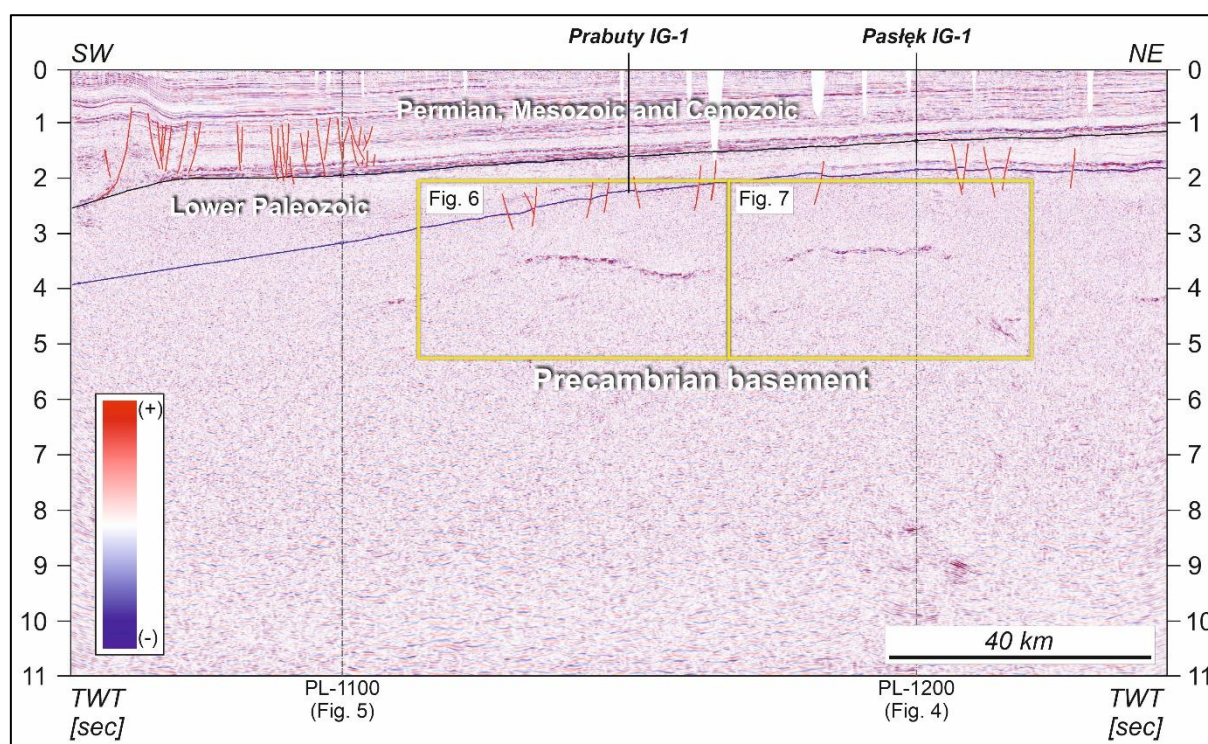 Prabuty IG-1
Pasłęk IG-1
SW
NE
0
0
Permian, Mesozoic and Cenozoic
1
1
2
2
Fig. 6
Fig. 7
Lower Paleozoic
3
3
4
4
5
5
Precambrian basement
6
6
(+)
7
7
8
8
9
9
10
10
(-)
40 km
11
11
TWT
[sec]
PL-1100
(Fig. 5)
PL-1200
(Fig. 4)
TWT
[sec]